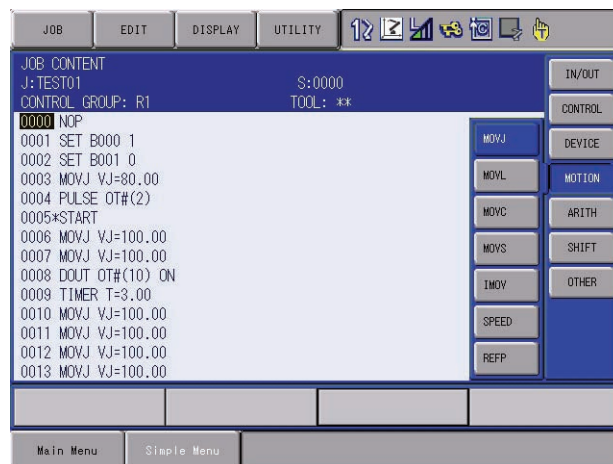 JOB EDIT DISPLAY UTILITY
JOB CONTENT
J:TEST01 S:0000
CONTROL GROUP: R1 TOOL: **
0000 NOP
0001 SET B000 1
0002 SET B001 0
0003 MOVJ VJ=80.00
0004 PULSE OT#(2)
0005*START
0006 MOVJ VJ=100.00
0007 MOVJ VJ=100.00
0008 DOUT OT#(10) ON
0009 TIMER T=3.00
0010 MOVJ VJ=100.00
0011 MOVJ VJ=100.00
0012 MOVJ VJ=100.00
0013 MOVJ VJ=100.00
MOVJ
MOVL
MOVC
MOVS
IMOV
SPEED
REFP
IN/OUT
CONTROL
DEVICE
MOTION
ARITH
SHIFT
OTHER
Main Menu Simple Menu